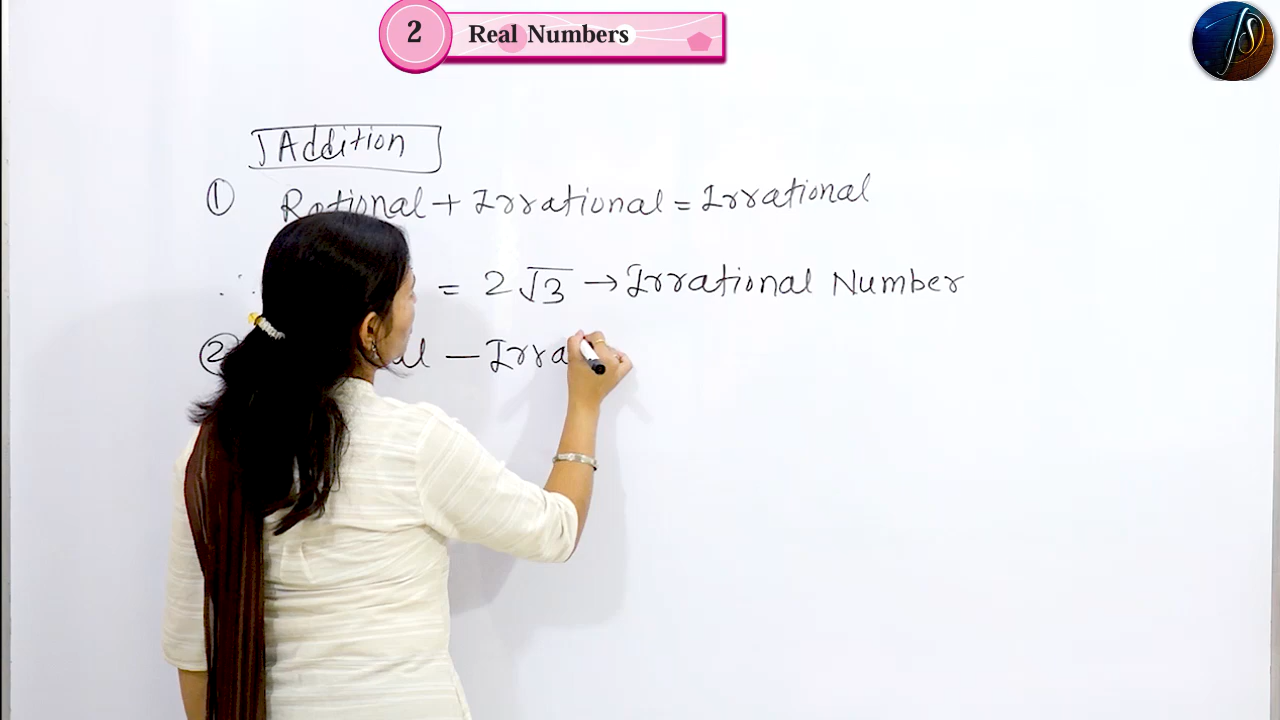 2 Real Numbers
Addition
① Rational + Irrational = Irrational
= 2√3 → Irrational Number
② — Irra